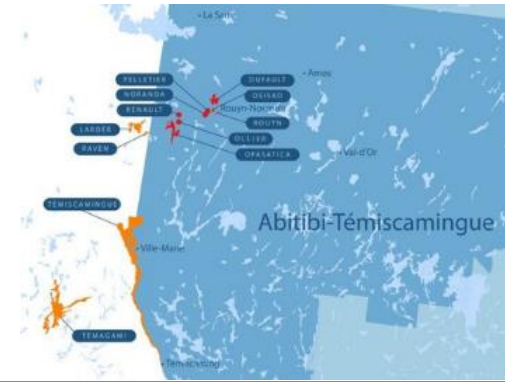 La Sarre
PELLETIER
DUFAULT
Amos
NORANDA
OSISKO
Rouyn-Noranda
RENAULT
ROUYN
LARDER
OLLIER
RAVEN
OPASATICA
Val-d'Or
TÉMISCAMINGUE
Abitibi-Témiscamingue
Ville-Marie
TEMAGAMI
Témiscaming